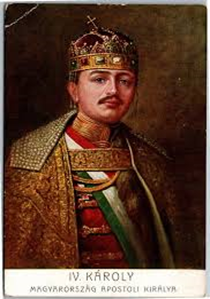 IV. KÁROLY
MAGYARORSZÁG APOSTOLI KIRÁLYA